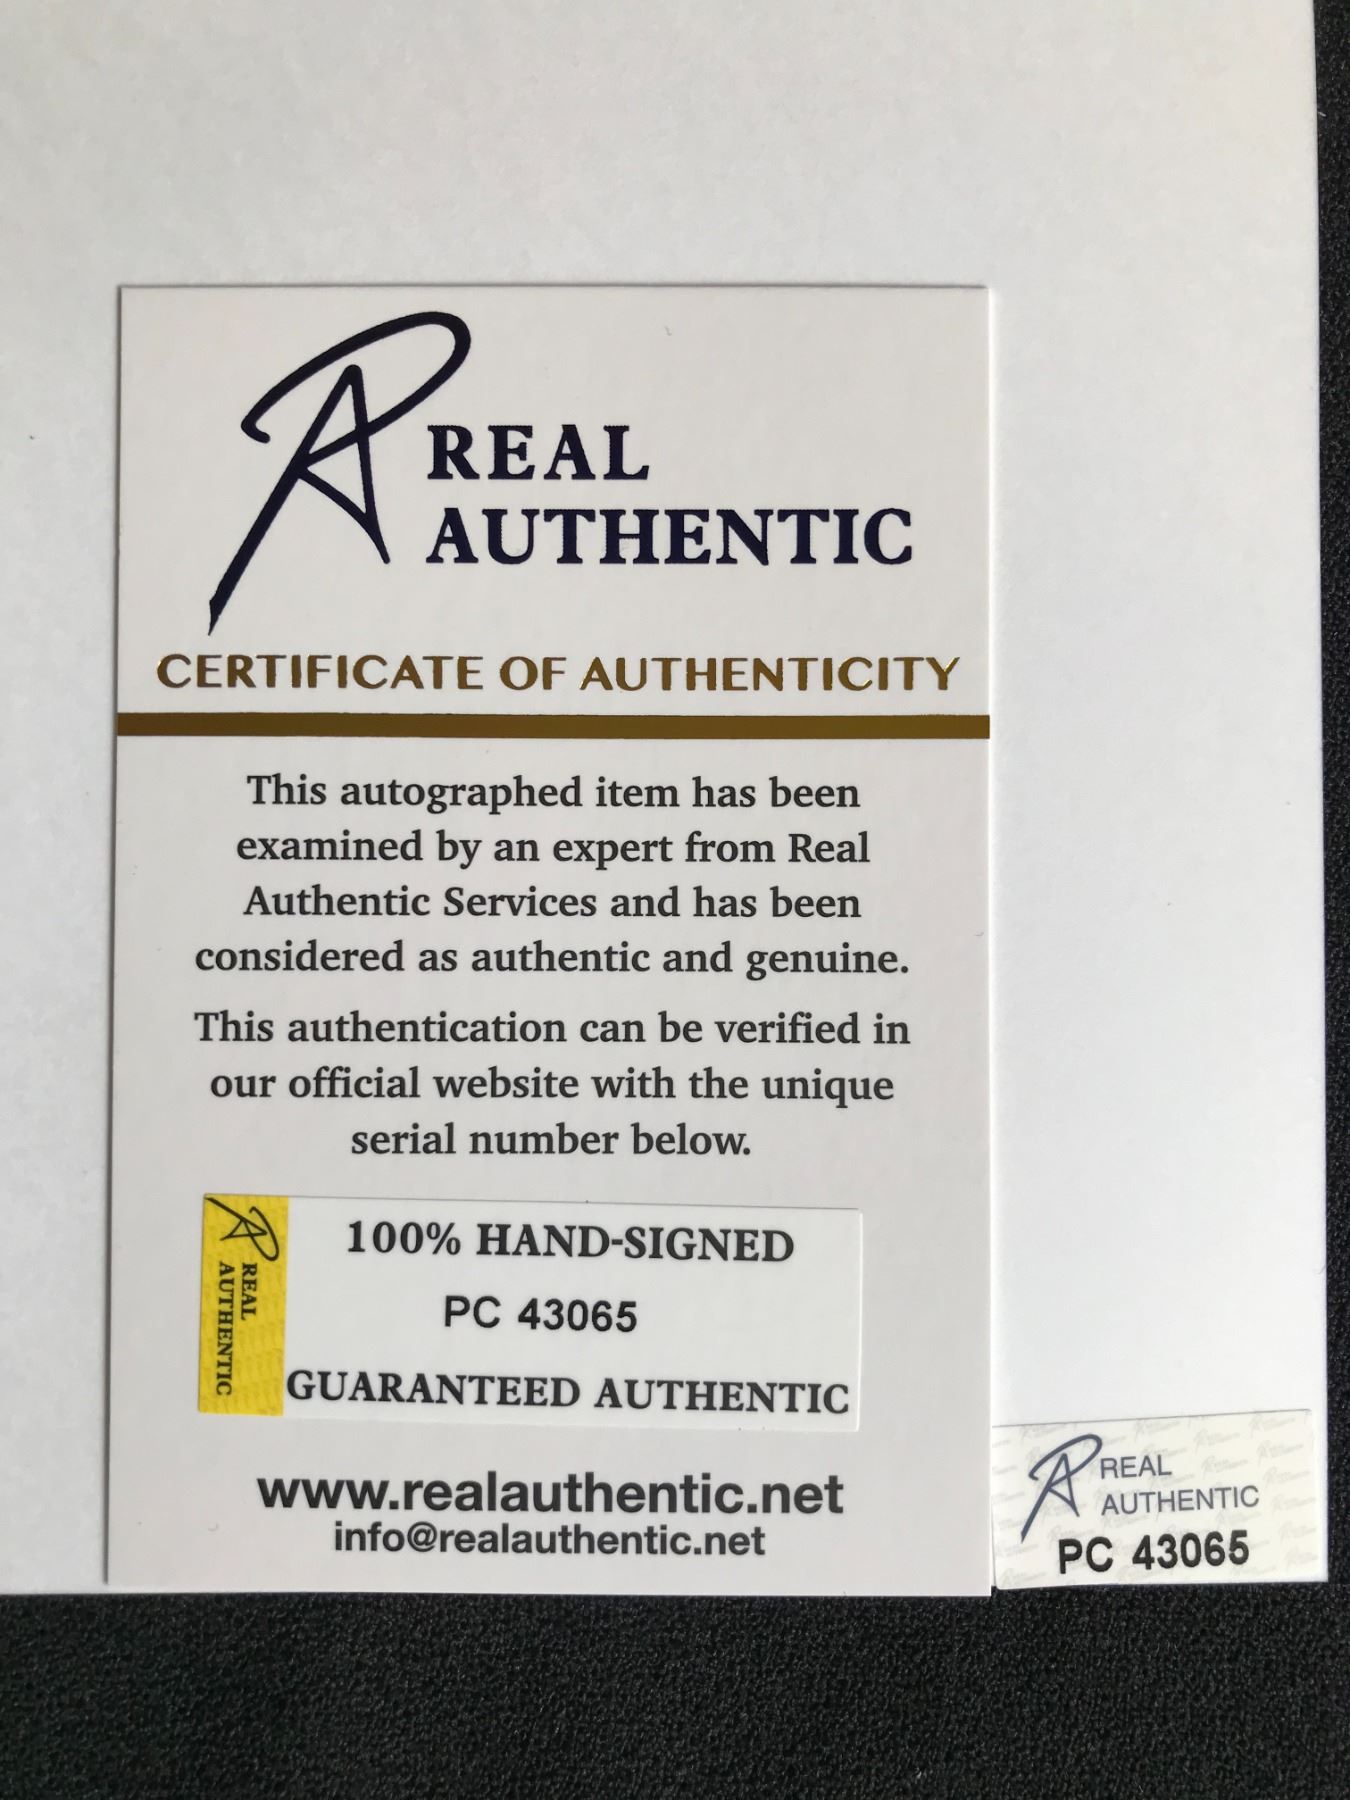 REAL
AUTHENTIC
CERTIFICATE OF AUTHENTICITY
This autographed item has been
examined by an expert from Real
Authentic Services and has been
considered as authentic and genuine.
This authentication can be verified in
our official website with the unique
serial number below.
REAL
AUTHENTIC
100% HAND-SIGNED
PC 43065
GUARANTEED AUTHENTIC
www.realauthentic.net
info@realauthentic.net
REAL
AUTHENTIC
PC 43065